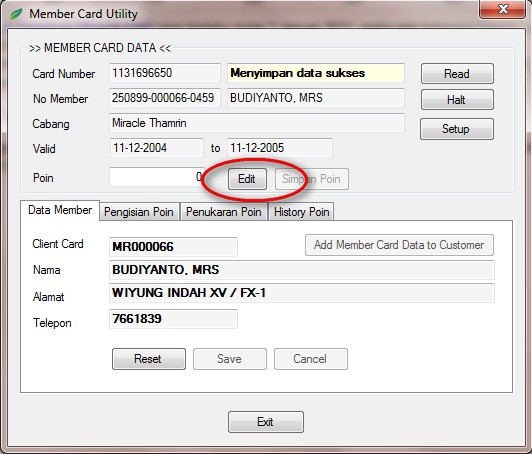 Member Card Utility
>> MEMBER CARD DATA <<
Card Number 1131696650 Menyimpan data sukses Read
No Member 250899-000066-0459 BUDIYANTO, MRS Halt
Cabang Miracle Thamrin Setup
Valid 11-12-2004 to 11-12-2005
Poin 0 Edit Simpan Poin
Data Member Pengisian Poin Penukaran Poin History Poin
Client Card MR000066 Add Member Card Data to Customer
Nama BUDIYANTO, MRS
Alamat WIYUNG INDAH XV / FX-1
Telepon 7661839
Reset Save Cancel
Exit